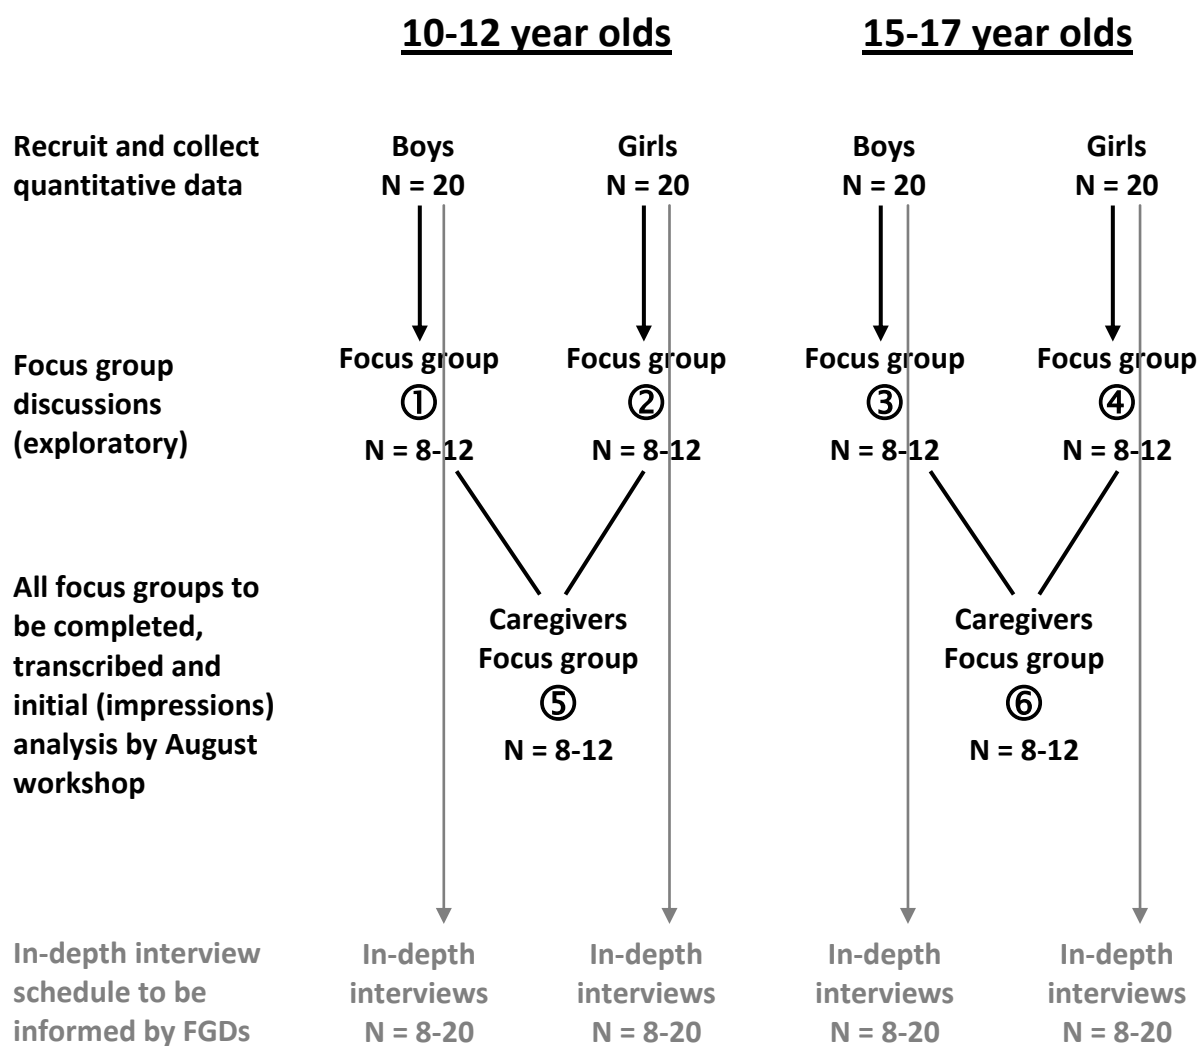 10-12 year olds
15-17 year olds
Recruit and collect
quantitative data
Boys
N = 20
Girls
N = 20
Boys
N = 20
Girls
N = 20
Focus group
discussions
(exploratory)
Focus group
①
N = 8-12
Focus group
②
N = 8-12
Focus group
③
N = 8-12
Focus group
④
N = 8-12
All focus groups to
be completed,
transcribed and
initial (impressions)
analysis by August
workshop
Caregivers
Focus group
⑤
N = 8-12
Caregivers
Focus group
⑥
N = 8-12
In-depth interview
schedule to be
informed by FGDs
In-depth
interviews
N = 8-20
In-depth
interviews
N = 8-20
In-depth
interviews
N = 8-20
In-depth
interviews
N = 8-20